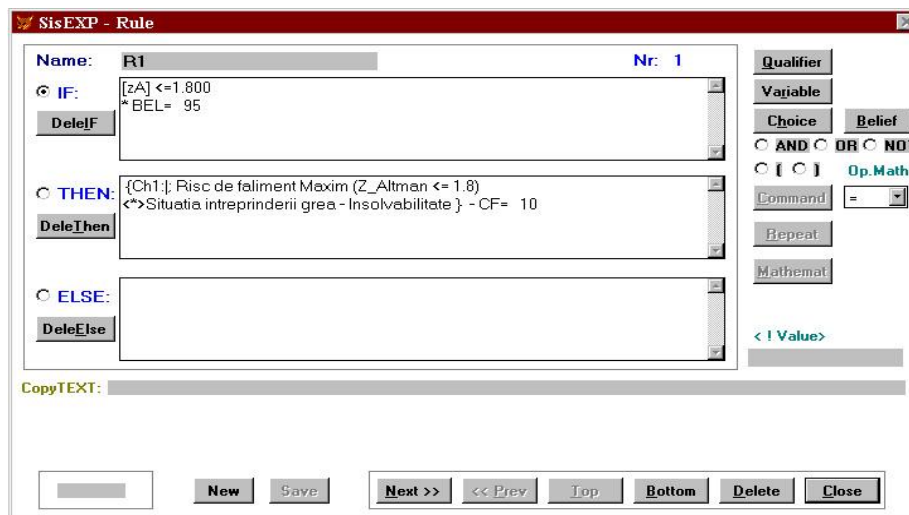 SisEXP - Rule
Name: R1 Nr: 1
IF: [zA] <=1.800
* BEL= 95
DeleIF
THEN: {Ch1:|; Risc de faliment Maxim (Z_Altman <= 1.8)
<*>Situatia intreprinderii grea - Insolvabilitate } - CF= 10
DeleThen
ELSE:
DeleElse
Qualifier
Variable
Choice Belief
AND OR NOT
[ ] Op.Math
Command =
Repeat
Mathemat
< ! Value>
CopyTEXT:
New Save Next >> << Prev Top Bottom Delete Close